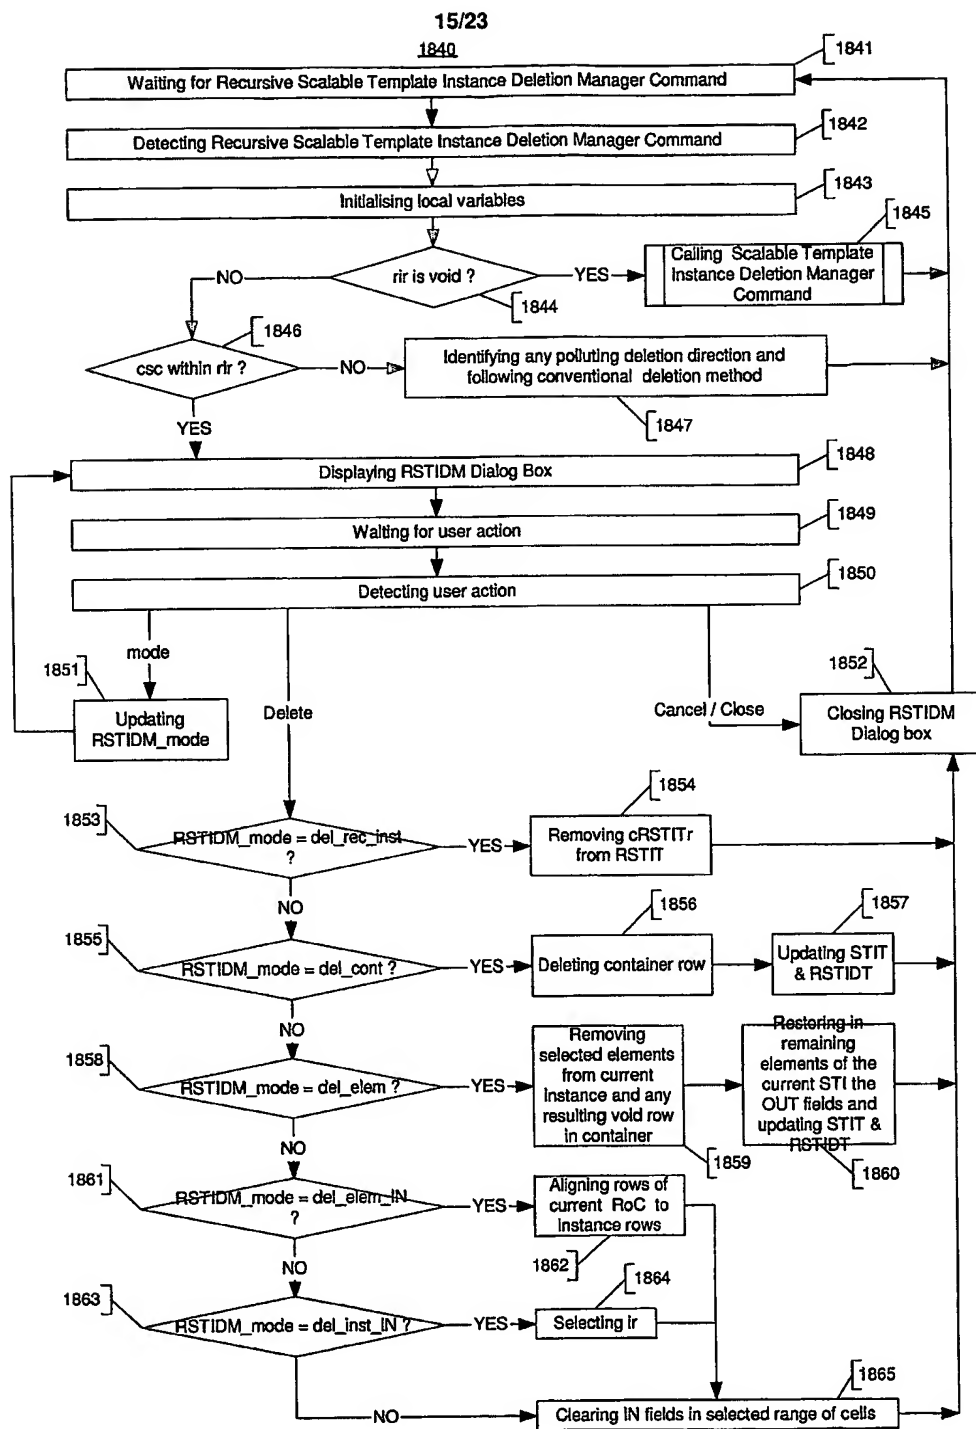 15/23
1840
1841
Waiting for Recursive Scalable Template Instance Deletion Manager Command
1842
Detecting Recursive Scalable Template Instance Deletion Manager Command
1843
Initialising local variables
1845
NO
rir is void ?
YES
Calling Scalable Template
Instance Deletion Manager
Command
1844
1846
csc within rir ?
NO
Identifying any polluting deletion direction and
following conventional deletion method
1847
YES
1848
Displaying RSTIDM Dialog Box
1849
Waiting for user action
1850
Detecting user action
mode
1851
Updating
RSTIDM_mode
Delete
Cancel / Close
1852
Closing RSTIDM
Dialog box
1853
RSTIDM_mode = del_rec_inst
?
YES
1854
Removing cRSTITr
from RSTIT
NO
1855
RSTIDM_mode = del_cont ?
YES
1856
Deleting container row
1857
Updating STIT
& RSTIDT
NO
1858
RSTIDM_mode = del_elem ?
YES
Removing
selected elements
from current
instance and any
resulting void row
in container
1859
Restoring in
remaining
elements of the
current STI the
OUT fields and
updating STIT &
RSTIDT
1860
NO
1861
RSTIDM_mode = del_elem_IN
?
YES
Aligning rows of
current RoC to
instance rows
1862
NO
1863
RSTIDM_mode = del_inst_IN ?
YES
1864
Selecting ir
1865
NO
Clearing IN fields in selected range of cells